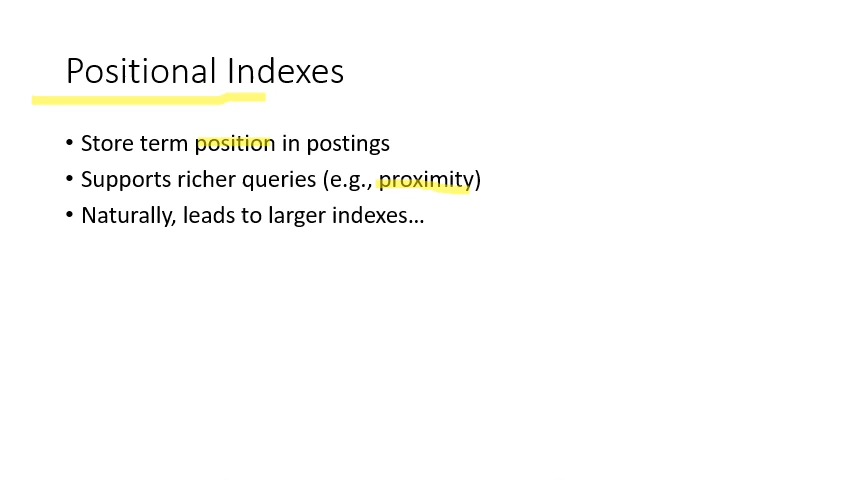 Positional Indexes
• Store term position in postings
• Supports richer queries (e.g., proximity)
• Naturally, leads to larger indexes…